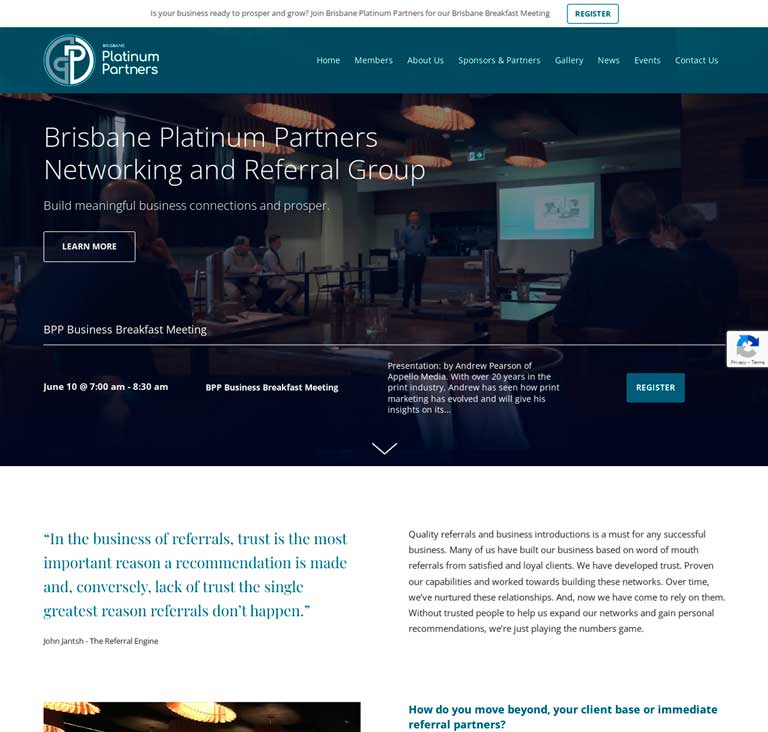 Is your business ready to prosper and grow? Join Brisbane Platinum Partners for our Brisbane Breakfast Meeting
REGISTER
BRISBANE
Platinum
Partners
Home Members About Us Sponsors & Partners Gallery News Events Contact Us
Brisbane Platinum Partners
Networking and Referral Group
Build meaningful business connections and prosper.
LEARN MORE
BPP Business Breakfast Meeting
Privacy - Terms
June 10 @ 7:00 am - 8:30 am
BPP Business Breakfast Meeting
Presentation: by Andrew Pearson of
Appello Media. With over 20 years in the
print industry, Andrew has seen how print
marketing has evolved and will give his
insights on its...
REGISTER
“In the business of referrals, trust is the most
important reason a recommendation is made
and, conversely, lack of trust the single
greatest reason referrals don’t happen.”
John Jantsh - The Referral Engine
Quality referrals and business introductions is a must for any successful
business. Many of us have built our business based on word of mouth
referrals from satisfied and loyal clients. We have developed trust. Proven
our capabilities and worked towards building these networks. Over time,
we’ve nurtured these relationships. And, now we have come to rely on them.
Without trusted people to help us expand our networks and gain personal
recommendations, we’re just playing the numbers game.
How do you move beyond, your client base or immediate
referral partners?